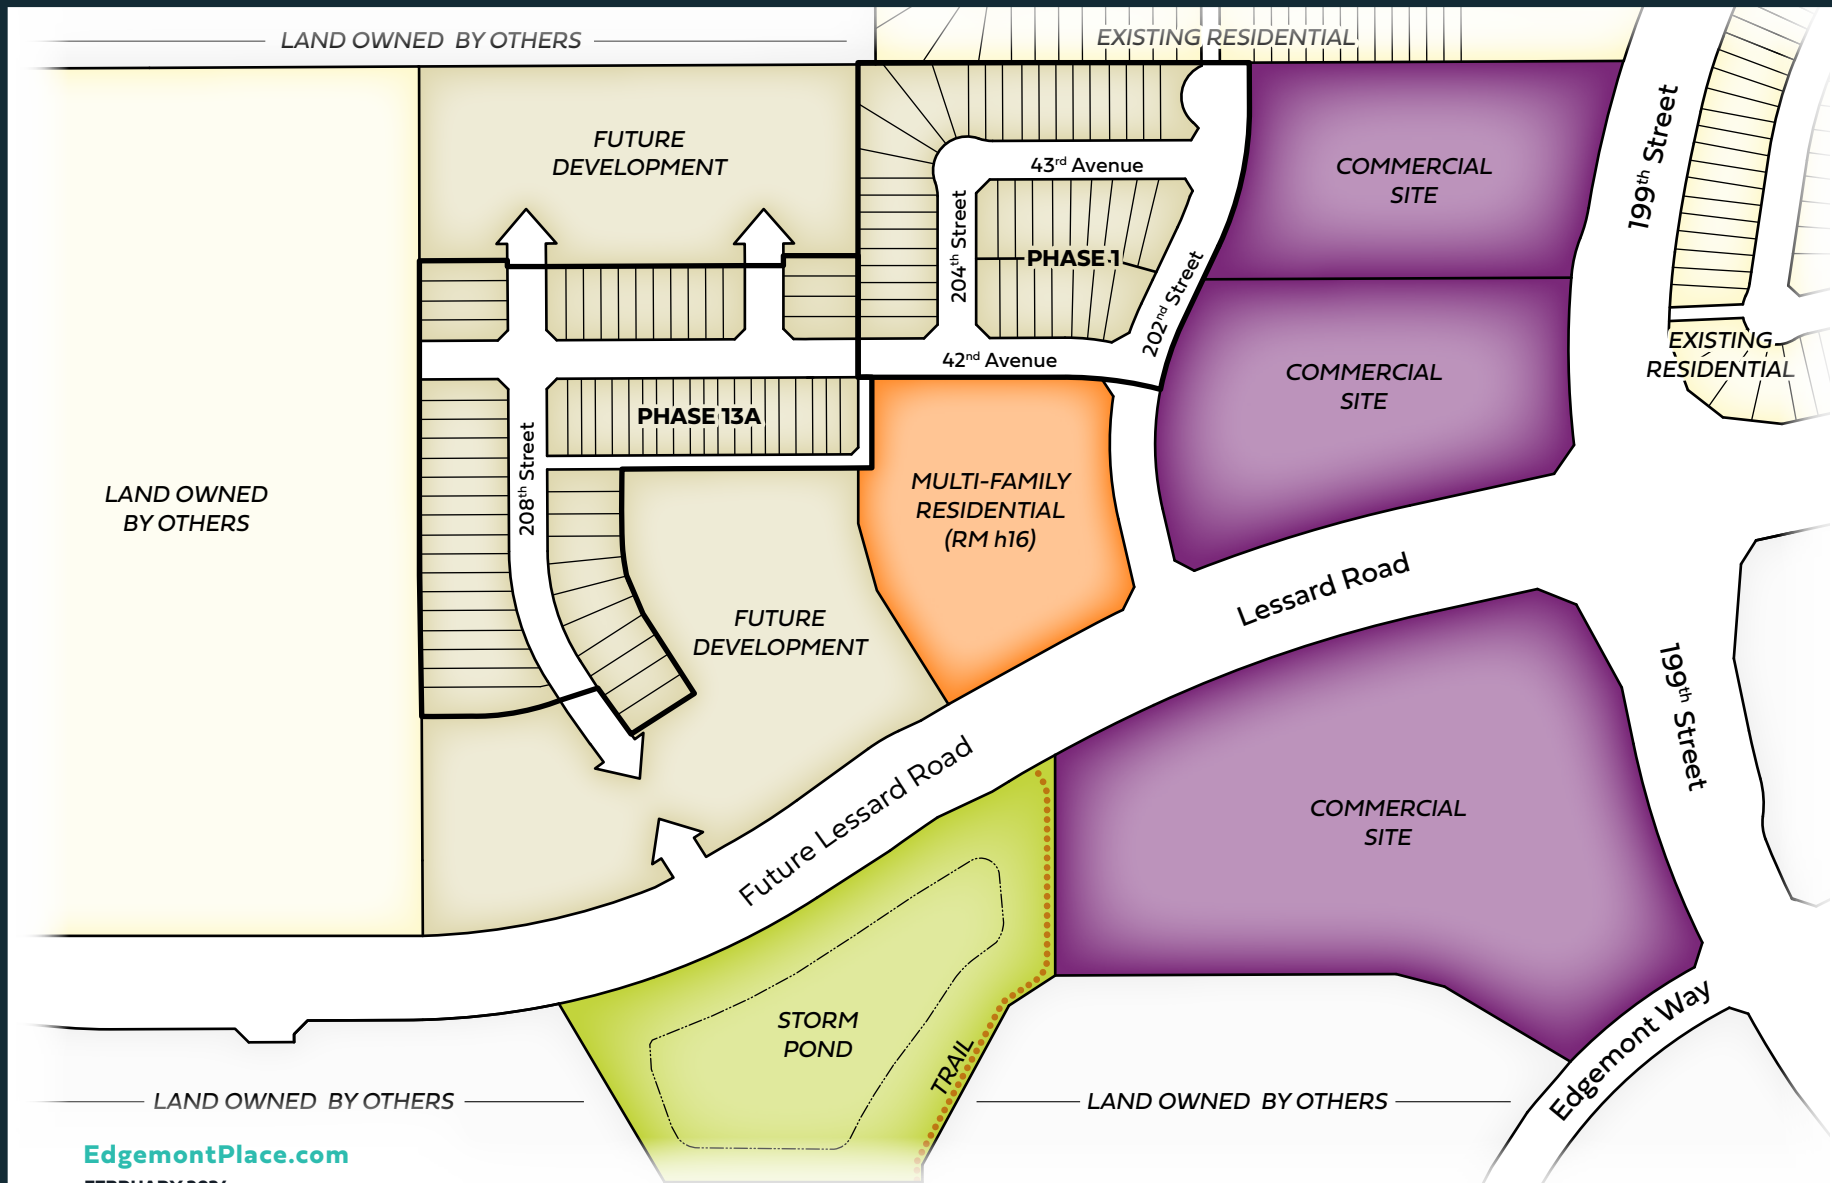 LAND OWNED BY OTHERS
EXISTING RESIDENTIAL
FUTURE
DEVELOPMENT
43rd Avenue
COMMERCIAL
SITE
199th Street
204th Street
PHASE 1
202nd Street
42nd Avenue
EXISTING
RESIDENTIAL
COMMERCIAL
SITE
PHASE 13A
208th Street
LAND OWNED
BY OTHERS
MULTI-FAMILY
RESIDENTIAL
(RM h16)
Lessard Road
FUTURE
DEVELOPMENT
199th Street
Future Lessard Road
COMMERCIAL
SITE
STORM
POND
TRAIL
Edgemont Way
LAND OWNED BY OTHERS
LAND OWNED BY OTHERS
EdgemontPlace.com